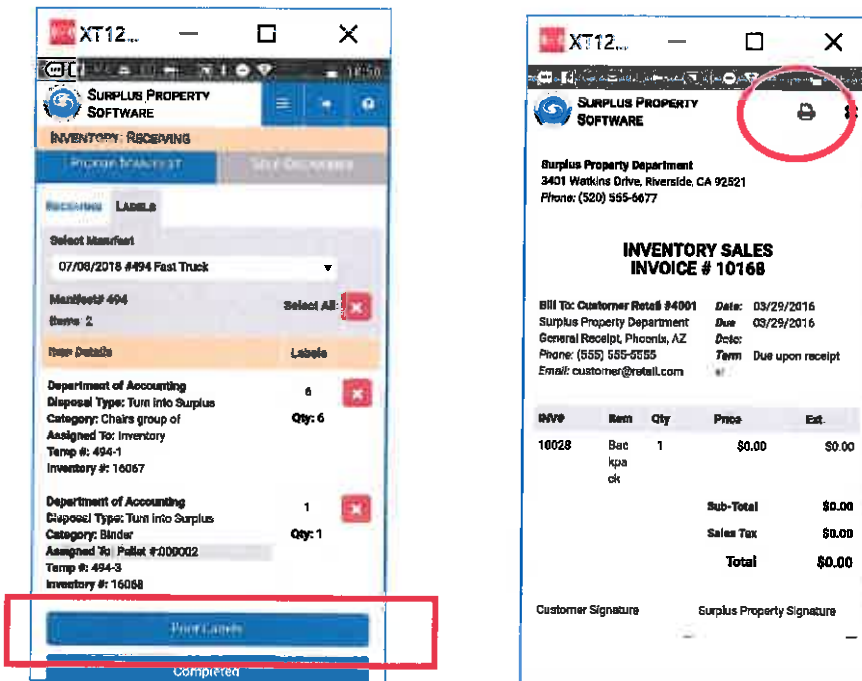 XT12...
SURPLUS PROPERTY
SOFTWARE
INVENTORY: RECEIVING
RECEIVING LABELS
Select Manifest
07/08/2018 #494 Fast Truck
Manifest# 494
Select All:
Items: 2
Item Details Labels
Department of Accounting 6
Disposal Type: Turn into Surplus
Category: Chairs group of Qty: 6
Assigned To: Inventory
Temp #: 494-1
Inventory #: 16067
Department of Accounting 1
Disposal Type: Turn into Surplus
Category: Binder Qty: 1
Assigned To: Pallet #:000002
Temp #: 494-3
Inventory #: 16068
Print Labels
Completed
XT12...
SURPLUS PROPERTY
SOFTWARE
Surplus Property Department
3401 Watkins Drive, Riverside, CA 92521
Phone: (520) 555-6677
INVENTORY SALES
INVOICE # 10168
Bill To: Customer Retail #4001 Date: 03/29/2016
Surplus Property Department Due 03/29/2016
General Receipt, Phoenix, AZ Date:
Phone: (555) 555-5555 Term Due upon receipt
Email: customer@retail.com
INV# Item Qty Price Ext.
10028 Bac 1 $0.00 $0.00
kpa
ck
Sub-Total $0.00
Sales Tax $0.00
Total $0.00
Customer Signature Surplus Property Signature